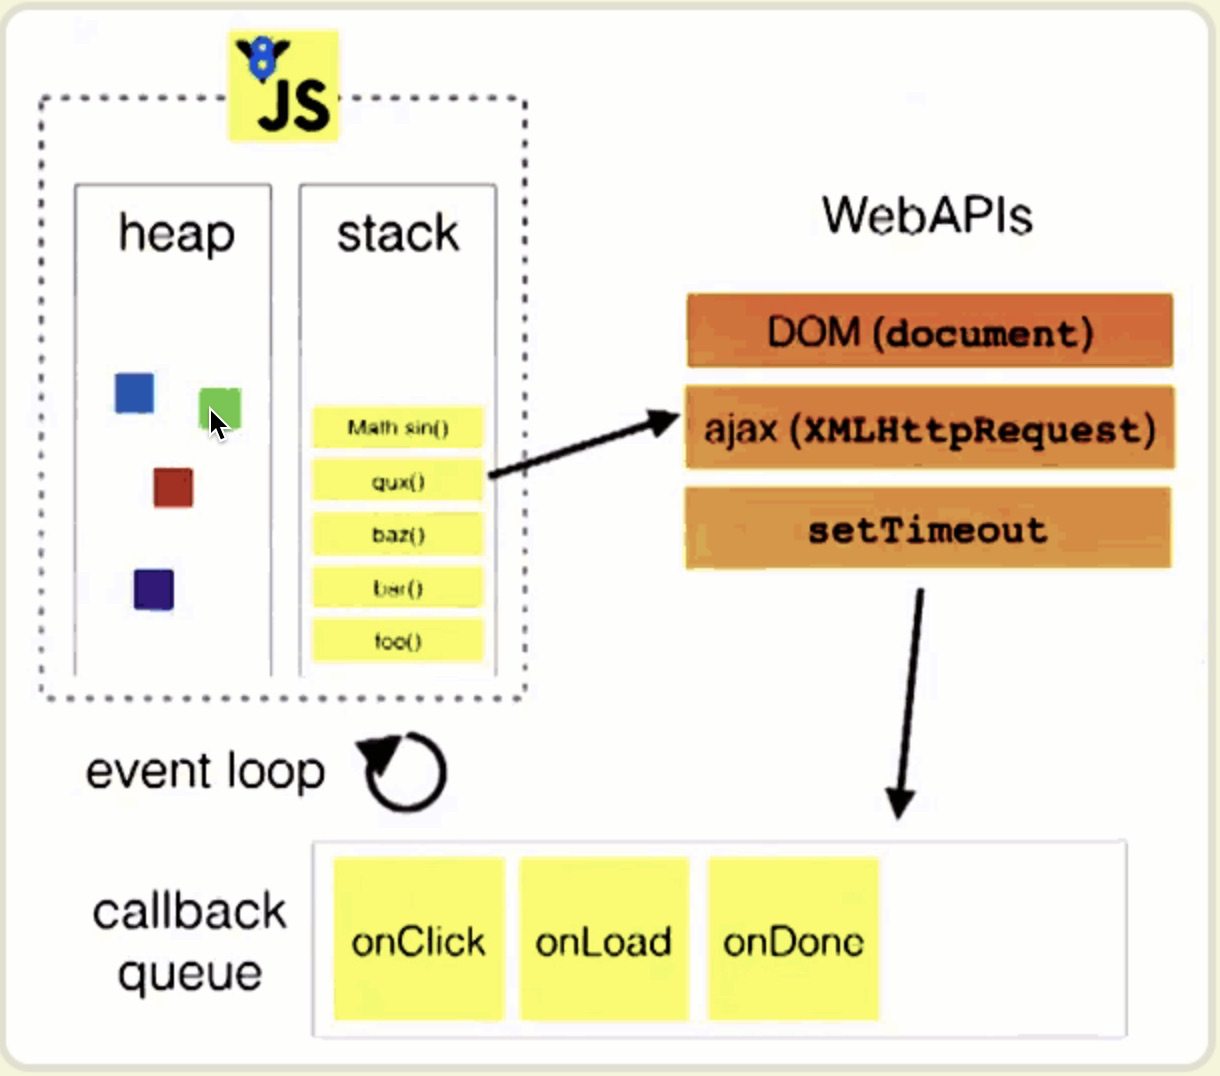 8
JS
heap
stack
Math sin()
qux()
baz()
bar()
foo()
WebAPIs
DOM (document)
ajax (XMLHttpRequest)
setTimeout
event loop
callback
queue
onClick
onLoad
onDone